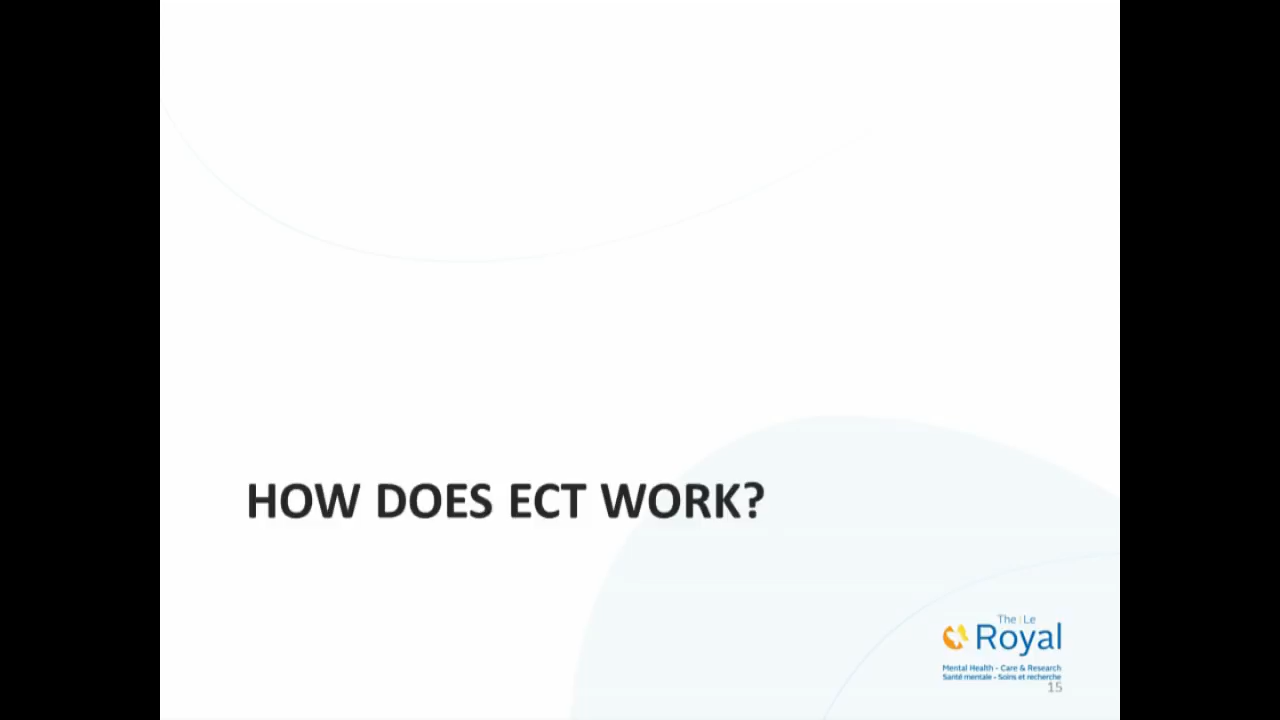 HOW DOES ECT WORK?
The | Le
Royal
Mental Health - Care & Research
Santé mentale - Soins et recherche
15